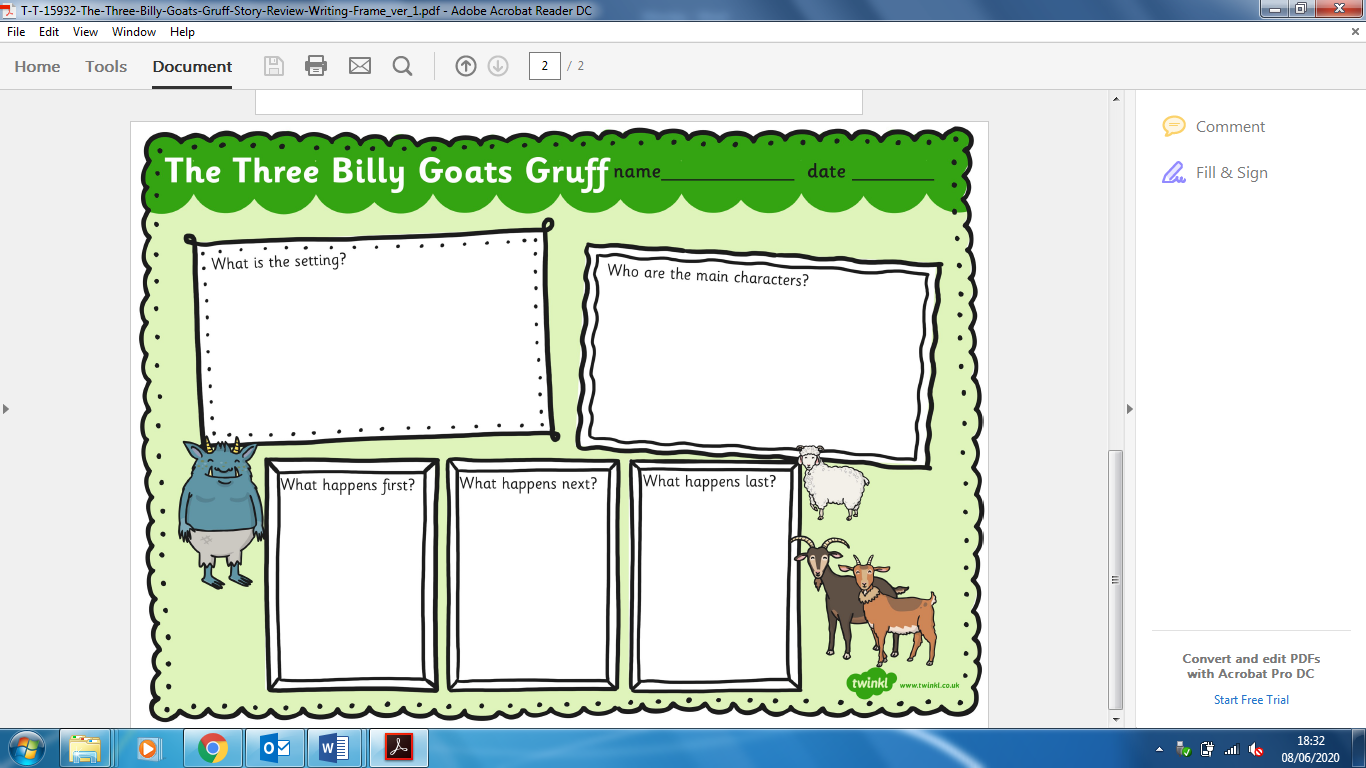 T-T-15932-The-Three-Billy-Goats-Gruff-Story-Review-Writing-Frame_ver_1.pdf - Adobe Acrobat Reader DC
File Edit View Window Help
Home Tools Document 2 / 2
Comment
Fill & Sign
The Three Billy Goats Gruff name______________ date _________
What is the setting?
Who are the main characters?
What happens first?
What happens next?
What happens last?
twinkl www.twinkl.co.uk
Convert and edit PDFs
with Acrobat Pro DC
Start Free Trial
18:32
08/06/2020